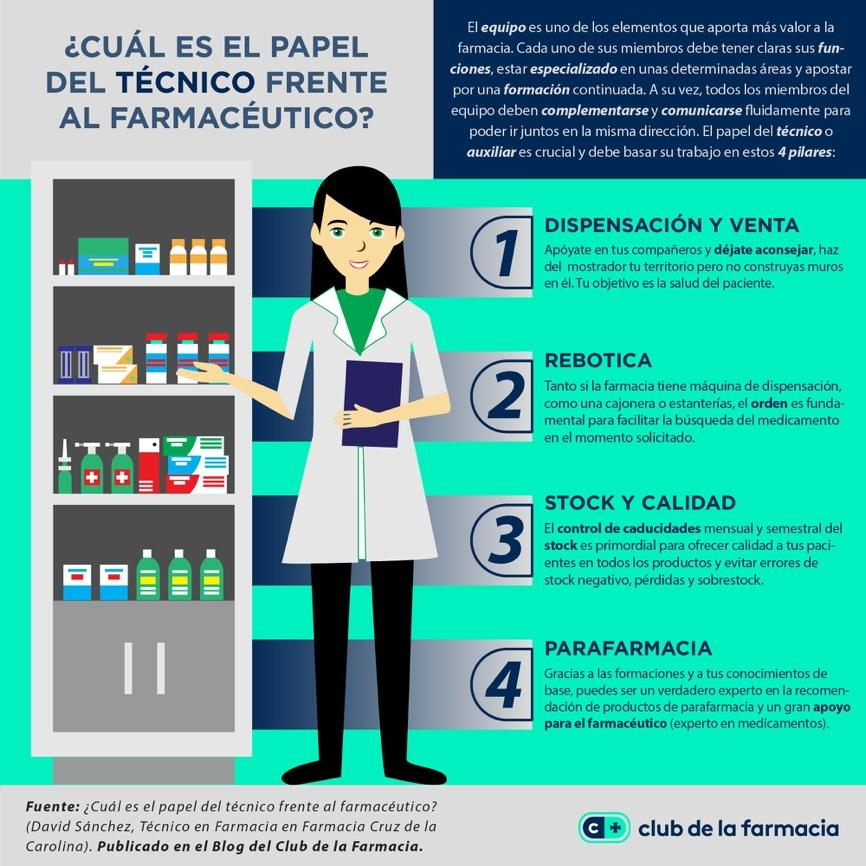 ¿CUÁL ES EL PAPEL
DEL TÉCNICO FRENTE
AL FARMACÉUTICO?
El equipo es uno de los elementos que aporta más valor a la
farmacia. Cada uno de sus miembros debe tener claras sus fun-
ciones, estar especializado en unas determinadas áreas y apostar
por una formación continuada. A su vez, todos los miembros del
equipo deben complementarse y comunicarse fluidamente para
poder ir juntos en la misma dirección. El papel del técnico o
auxiliar es crucial y debe basar su trabajo en estos 4 pilares:
1
DISPENSACIÓN Y VENTA
Apóyate en tus compañeros y déjate aconsejar, haz
del mostrador tu territorio pero no construyas muros
en él. Tu objetivo es la salud del paciente.
2
REBOTICA
Tanto si la farmacia tiene máquina de dispensación,
como una cajonera o estanterías, el orden es funda-
mental para facilitar la búsqueda del medicamento
en el momento solicitado.
3
STOCK Y CALIDAD
El control de caducidades mensual y semestral del
stock es primordial para ofrecer calidad a tus paci-
entes en todos los productos y evitar errores de
stock negativo, pérdidas y sobrestock.
4
PARAFARMACIA
Gracias a las formaciones y a tus conocimientos de
base, puedes ser un verdadero experto en la recomen-
dación de productos de parafarmacia y un gran apoyo
para el farmacéutico (experto en medicamentos).
Fuente: ¿Cuál es el papel del técnico frente al farmacéutico?
(David Sánchez, Técnico en Farmacia en Farmacia Cruz de la
Carolina). Publicado en el Blog del Club de la Farmacia.
C + club de la farmacia